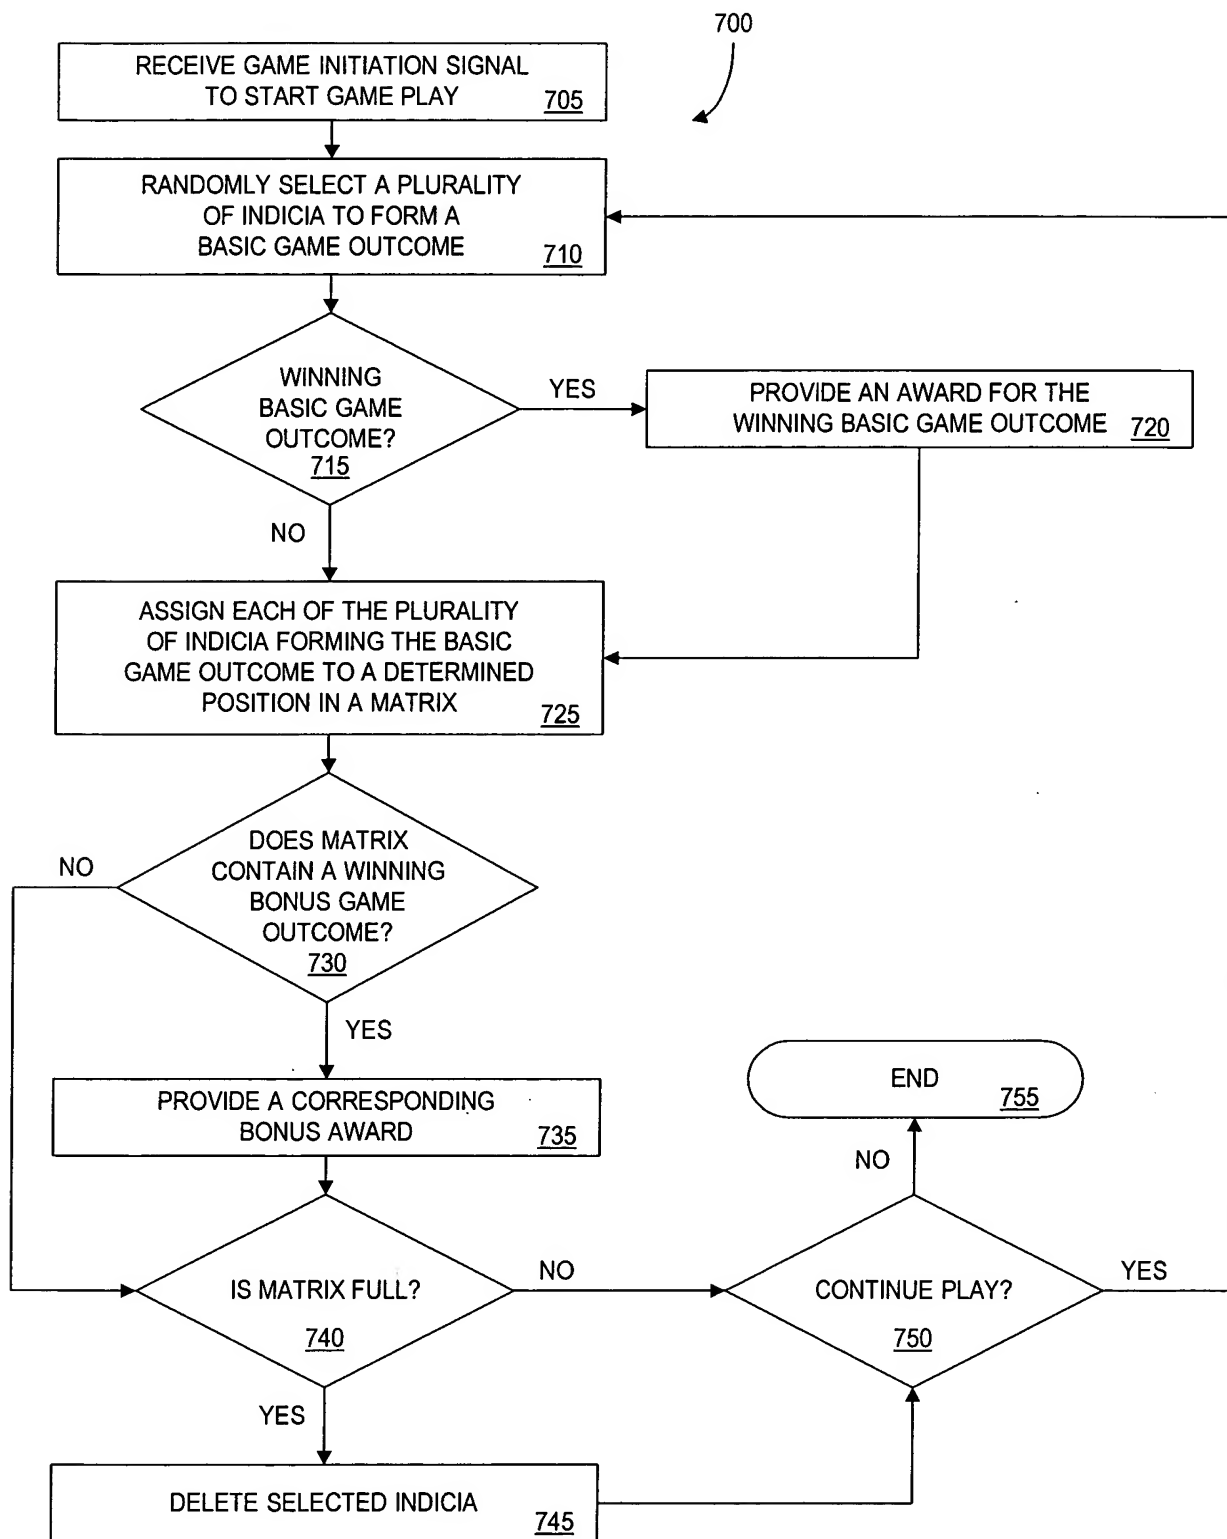 700
RECEIVE GAME INITIATION SIGNAL
TO START GAME PLAY
705
RANDOMLY SELECT A PLURALITY
OF INDICIA TO FORM A
BASIC GAME OUTCOME
710
WINNING
BASIC GAME
OUTCOME?
715
YES
PROVIDE AN AWARD FOR THE
WINNING BASIC GAME OUTCOME
720
NO
ASSIGN EACH OF THE PLURALITY
OF INDICIA FORMING THE BASIC
GAME OUTCOME TO A DETERMINED
POSITION IN A MATRIX
725
DOES MATRIX
CONTAIN A WINNING
BONUS GAME
OUTCOME?
730
NO
YES
PROVIDE A CORRESPONDING
BONUS AWARD
735
IS MATRIX FULL?
740
NO
YES
DELETE SELECTED INDICIA
745
CONTINUE PLAY?
750
YES
NO
END
755